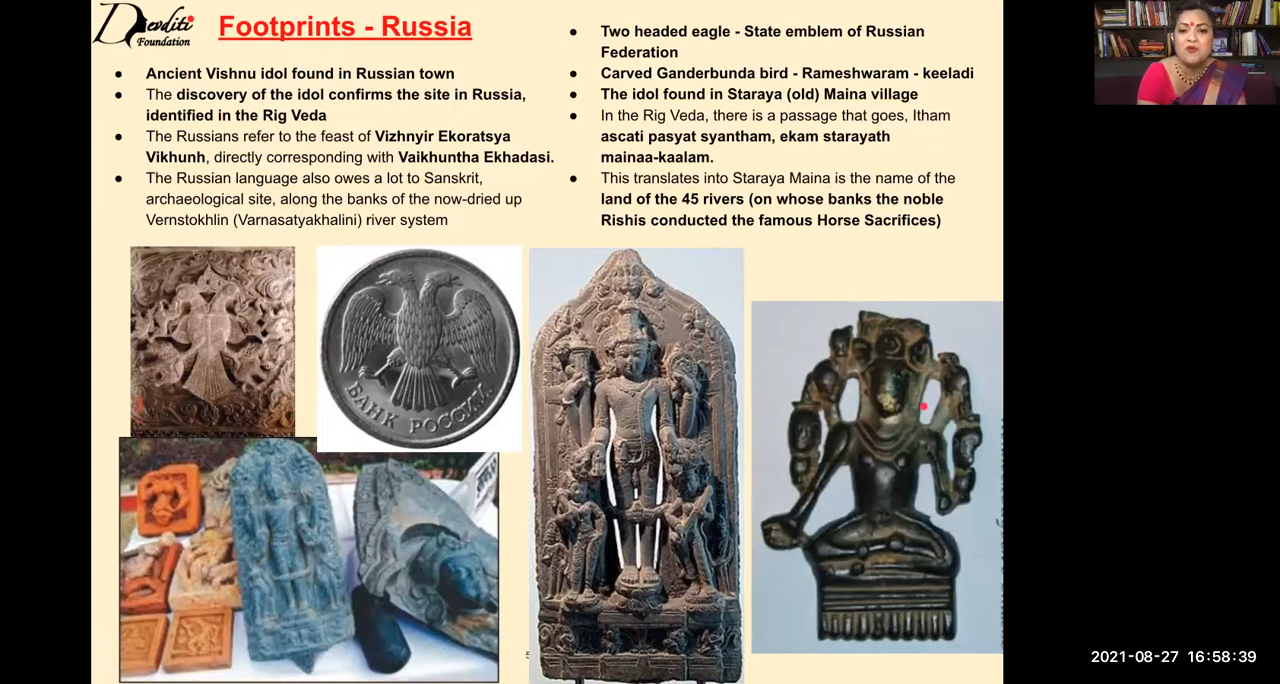 Devditi
Foundation
Footprints - Russia
Ancient Vishnu idol found in Russian town
The discovery of the idol confirms the site in Russia,
identified in the Rig Veda
The Russians refer to the feast of Vizhnyir Ekoratsya
Vikhunh, directly corresponding with Vaikhuntha Ekhadasi.
The Russian language also owes a lot to Sanskrit,
archaeological site, along the banks of the now-dried up
Vernstokhlin (Varnasatyakhalini) river system
Two headed eagle - State emblem of Russian
Federation
Carved Ganderbunda bird - Rameshwaram - keeladi
The idol found in Staraya (old) Maina village
In the Rig Veda, there is a passage that goes, Itham
ascati pasyat syantham, ekam starayath
mainaa-kaalam.
This translates into Staraya Maina is the name of the
land of the 45 rivers (on whose banks the noble
Rishis conducted the famous Horse Sacrifices)
БАНК РОССИИ
2021-08-27 16:58:39